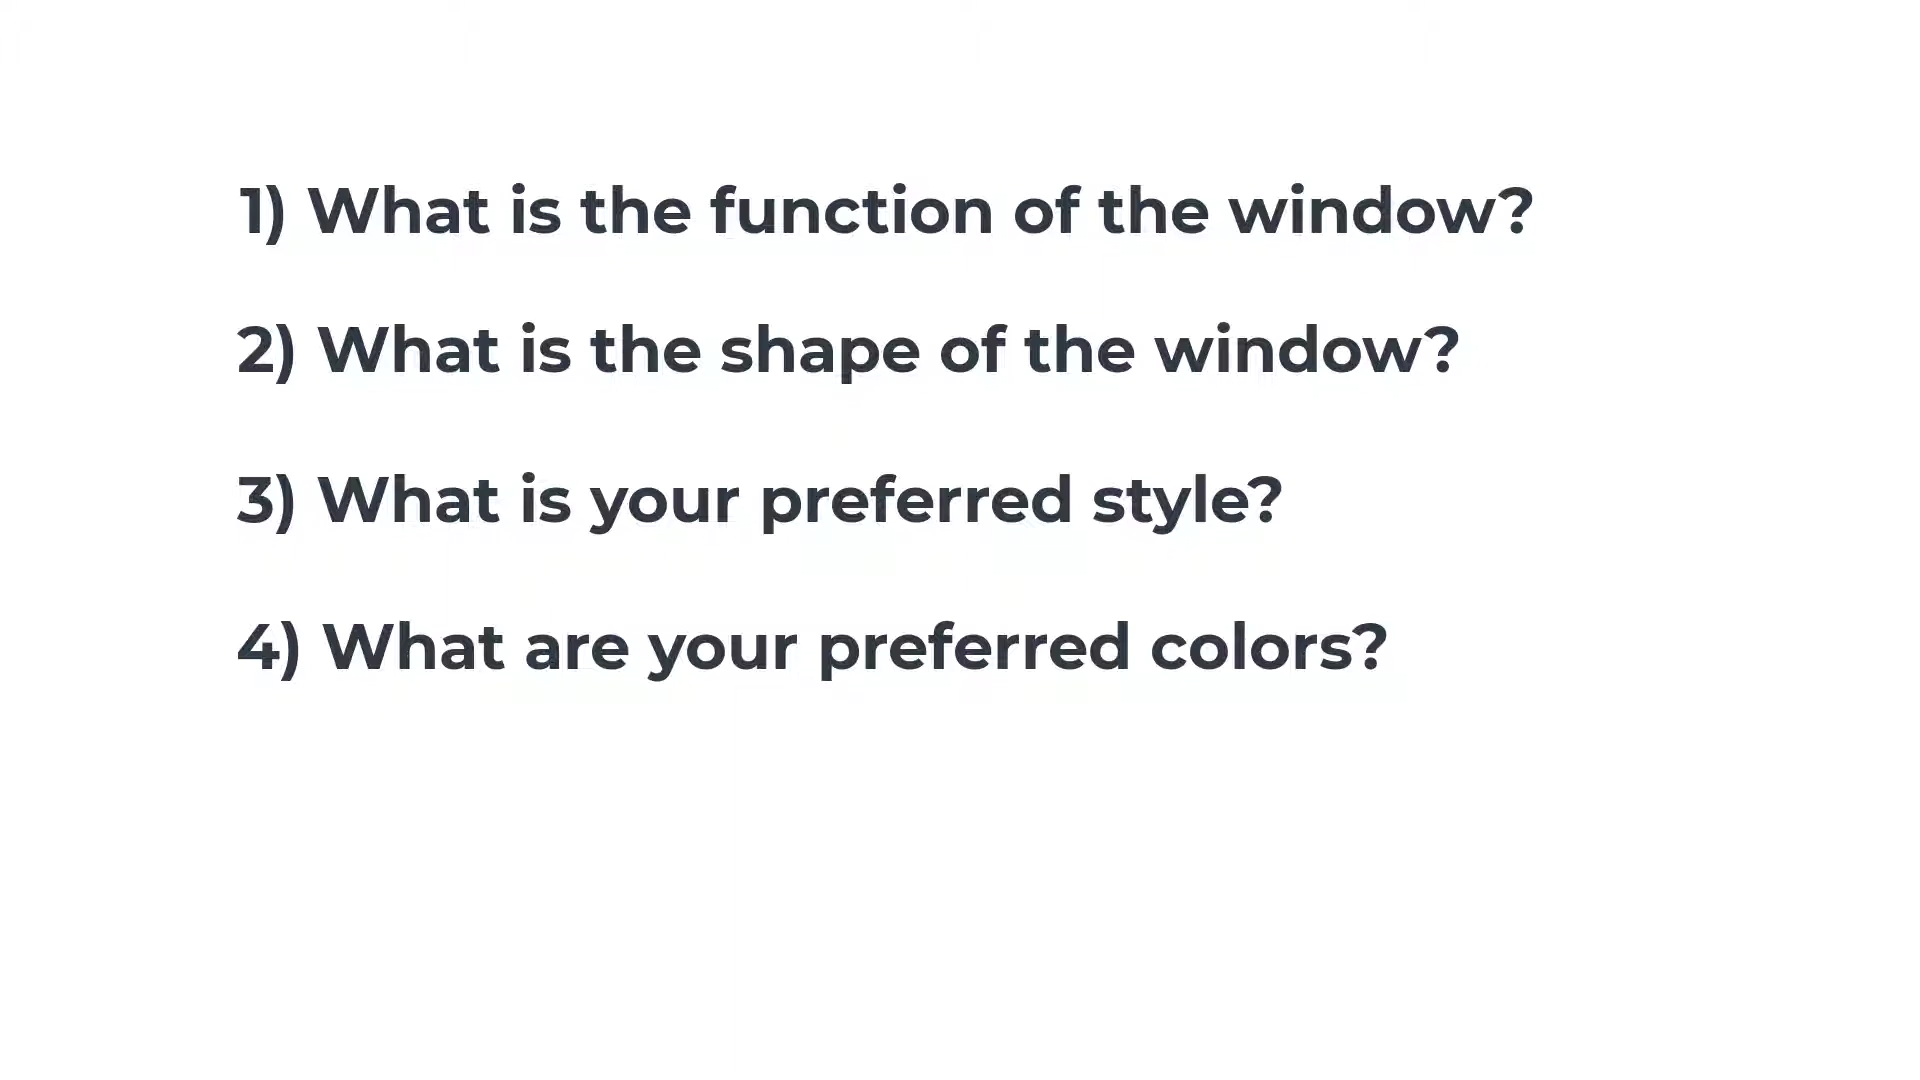 1) What is the function of the window?
2) What is the shape of the window?
3) What is your preferred style?
4) What are your preferred colors?